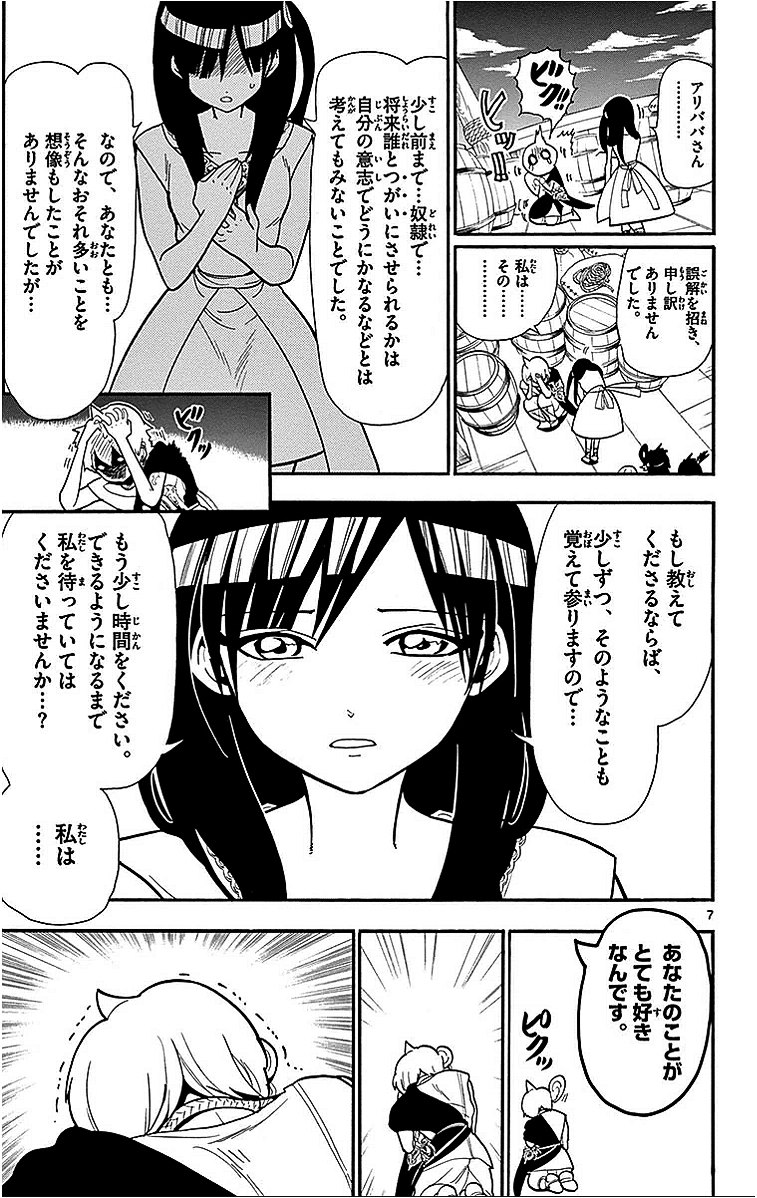 アリババさん
………
ビクッ
ビクッ
誤解を招き、
申し訳
ありません
でした。
私は……
その……
………
少し前まで…奴隷で…
将来誰とつがいにさせられるかは
自分の意志でどうにかなるなどとは
考えてもみないことでした。
なので、あなたとも…
そんなおそれ多いことを
想像もしたことが
ありませんでしたが…
ビクッ
もし教えて
くださるならば、
少しずつ、そのようなことも
覚えて参りますので…
もう少し時間をください。
できるようになるまで
私を待っていては
くださいませんか…?
私は
……
7
あなたのことが
とても好き
なんです。
ピクッ